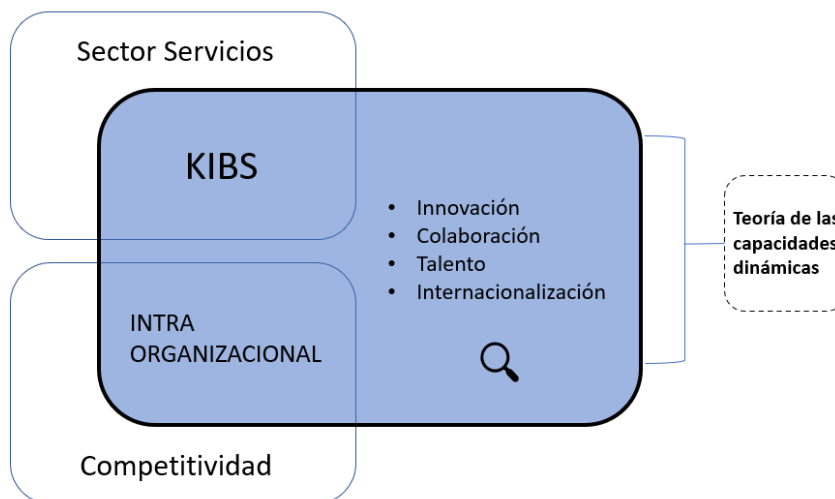 Sector Servicios
KIBS
• Innovación
• Colaboración
• Talento
• Internacionalización
INTRA
ORGANIZACIONAL
Competitividad
Teoría de las
capacidades
dinámicas